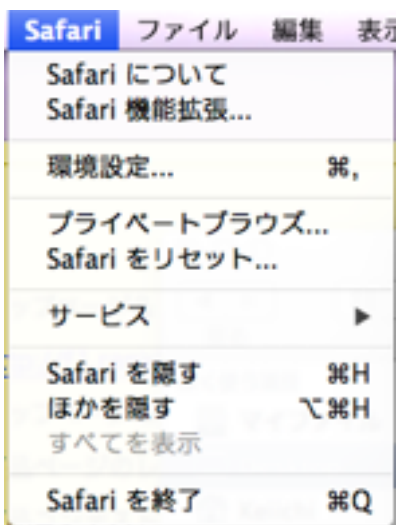 Safari ファイル 編集 表示
Safari について
Safari 機能拡張...
環境設定... ⌘,
プライベートブラウズ...
Safari をリセット...
サービス ▶
Safari を隠す ⌘H
ほかを隠す ⌥⌘H
すべてを表示
Safari を終了 ⌘Q